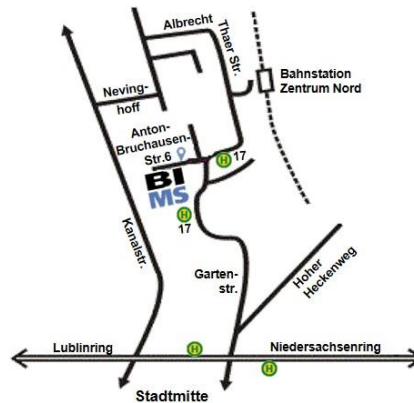 Albrecht
Thaer Str.
Bahnstation
Zentrum Nord
Neving-
hoff
Anton-
Bruchausen-
Str.6
H
17
BI
MS
H
17
Kanalstr.
Garten-
str.
Hoher
Heckenweg
Lublinring
H
Niedersachsenring
H
Stadtmitte